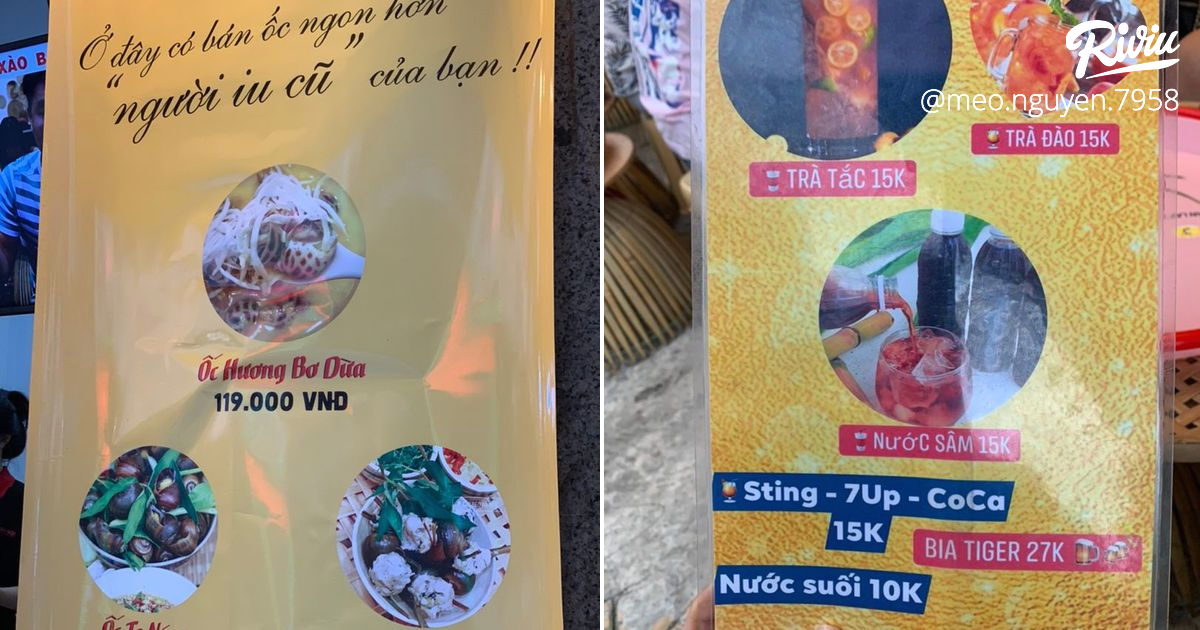 XÀO B
Ở đây có bán ốc ngon hơn
“người iu cũ” của bạn !!
Ốc Hương Bơ Dừa
119.000 VNĐ
Riviu
@meo.nguyen.7958
TRÀ ĐÀO 15K
TRÀ TắC 15K
NướC SÂM 15K
Sting - 7Up - CoCa
15K
BIA TIGER 27K
Nước suối 10K